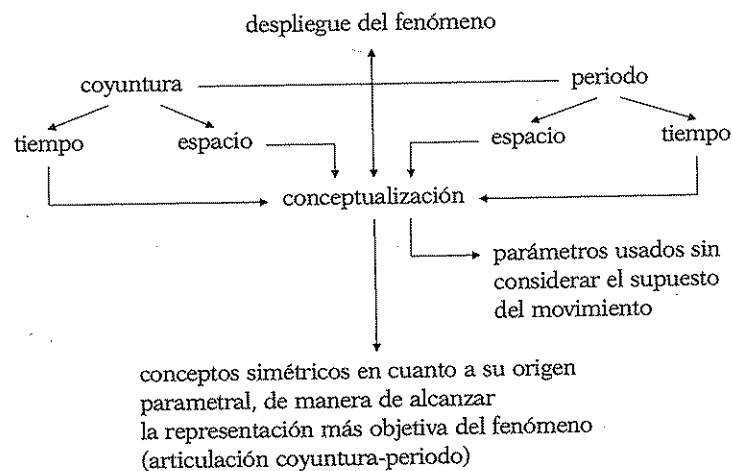 despliegue del fenómeno
coyuntura
periodo
tiempo
espacio
espacio
tiempo
conceptualización
parámetros usados sin
considerar el supuesto
del movimiento
conceptos simétricos en cuanto a su origen
parametral, de manera de alcanzar
la representación más objetiva del fenómeno
(articulación coyuntura-periodo)